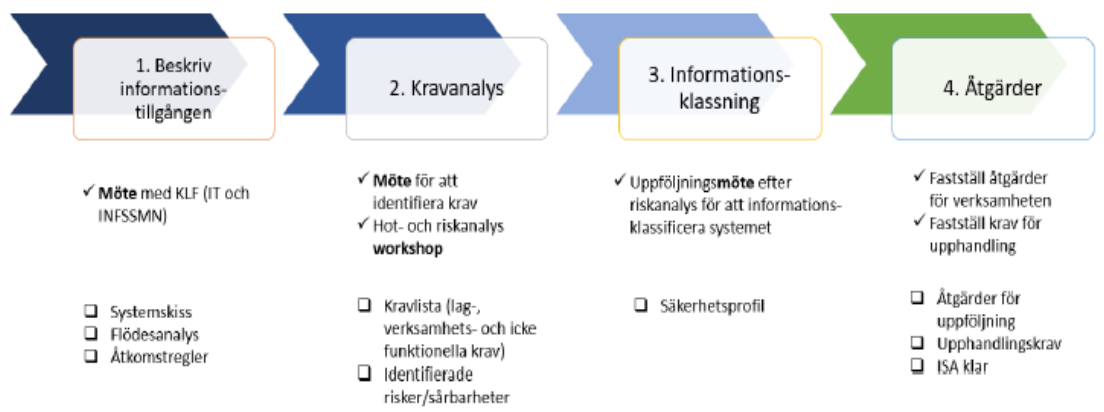 1. Beskriv
informations-
tillgången
✓ Möte med KLF (IT och
INFSSMN)
❑ Systemskiss
❑ Flödesanalys
❑ Åtkomstregler
2. Kravanalys
✓ Möte för att
identifiera krav
✓ Hot- och riskanalys
workshop
❑ Kravlista (lag-,
verksamhets- och icke
funktionella krav)
❑ Identifierade
risker/sårbarheter
3. Informations-
klassning
✓ Uppföljningsmöte efter
riskanalys för att informations-
klassificera systemet
❑ Säkerhetsprofil
4. Åtgärder
✓ Fastställ åtgärder
för verksamheten
✓ Fastställ krav för
upphandling
❑ Åtgärder för
uppföljning
❑ Upphandlingskrav
❑ ISA klar